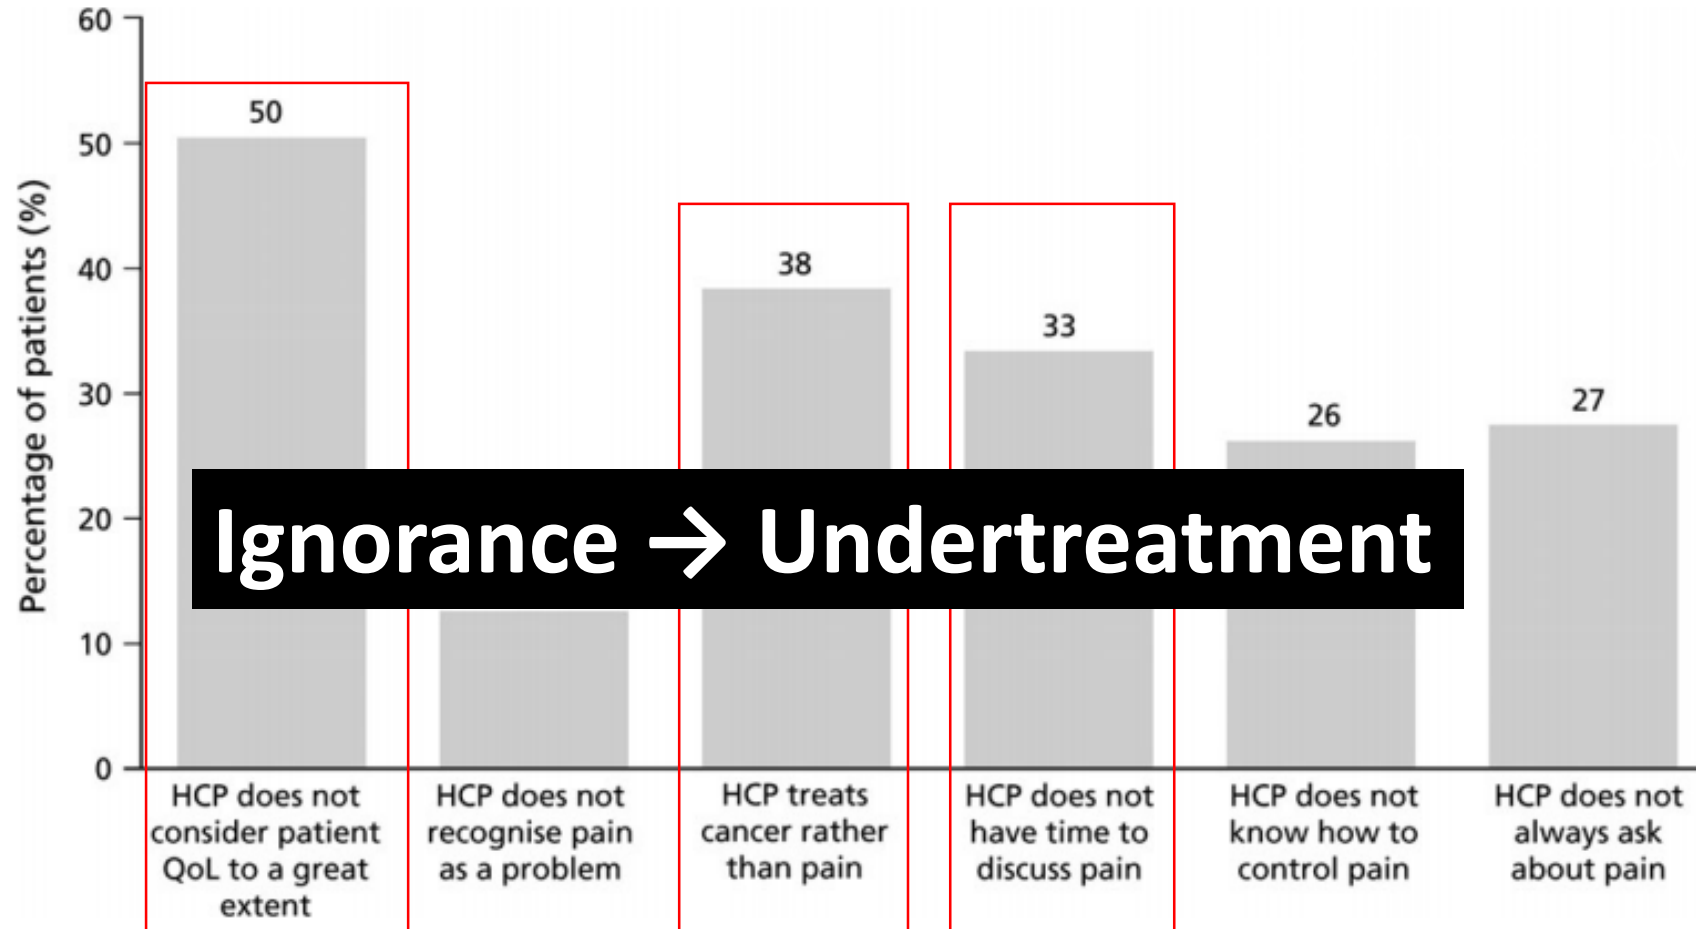 Percentage of patients (%)
60
50
40
30
20
10
0
50
38
33
26
27
Ignorance → Undertreatment
HCP does not
consider patient
QoL to a great
extent
HCP does not
recognise pain
as a problem
HCP treats
cancer rather
than pain
HCP does not
have time to
discuss pain
HCP does not
know how to
control pain
HCP does not
always ask
about pain